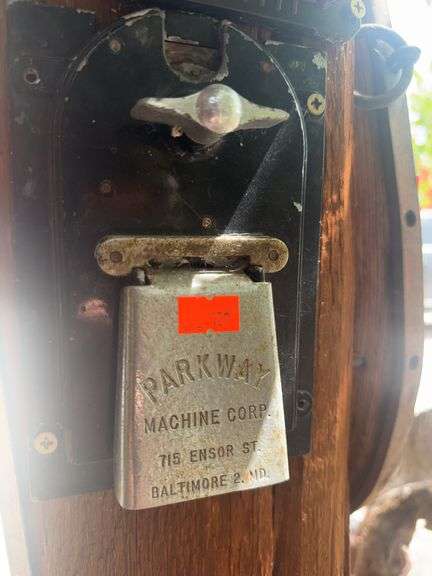 PARKWAY
MACHINE CORP.
715 ENSOR ST.
BALTIMORE 2. MD.